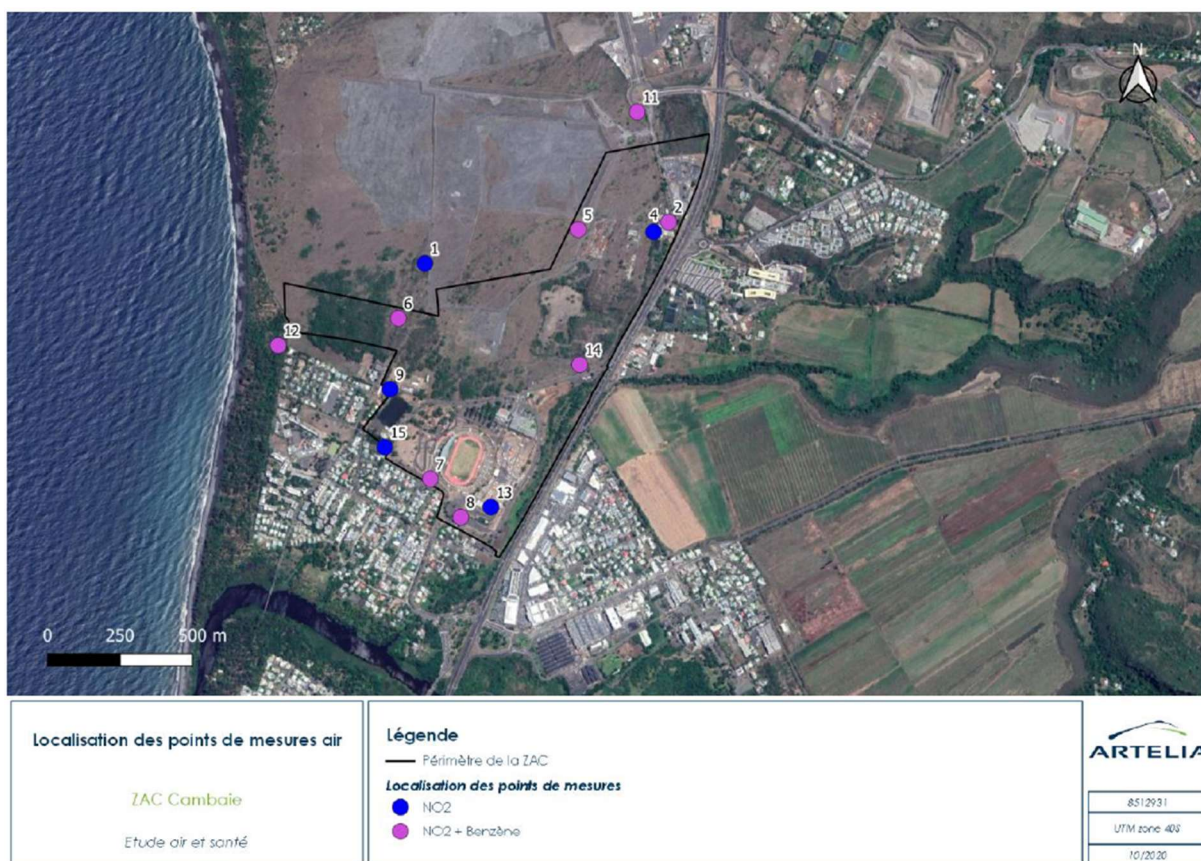 N
11
5
4
2
1
6
12
14
9
15
7
13
8
0 250 500 m
Localisation des points de mesures air
ZAC Cambaie
Etude air et santé
Légende
Périmètre de la ZAC
Localisation des points de mesures
NO2
NO2 + Benzène
ARTELIA
8512931
UTM zone 40S
10/2020